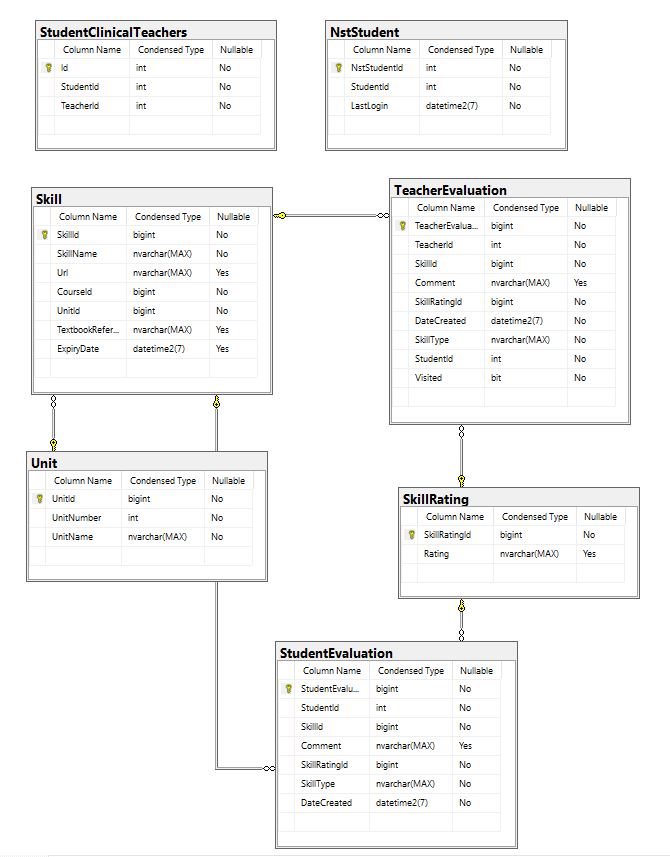 StudentClinicalTeachers
Column Name Condensed Type Nullable
Id int No
StudentId int No
TeacherId int No
NstStudent
Column Name Condensed Type Nullable
NstStudentId int No
StudentId int No
LastLogin datetime2(7) No
Skill
Column Name Condensed Type Nullable
SkillId bigint No
SkillName nvarchar(MAX) No
Url nvarchar(MAX) Yes
CourseId bigint No
UnitId bigint No
TextbookRefer... nvarchar(MAX) Yes
ExpiryDate datetime2(7) Yes
TeacherEvaluation
Column Name Condensed Type Nullable
TeacherEvalua... bigint No
TeacherId int No
SkillId bigint No
Comment nvarchar(MAX) Yes
SkillRatingId bigint No
DateCreated datetime2(7) No
SkillType nvarchar(MAX) No
StudentId int No
Visited bit No
Unit
Column Name Condensed Type Nullable
UnitId bigint No
UnitNumber int No
UnitName nvarchar(MAX) No
SkillRating
Column Name Condensed Type Nullable
SkillRatingId bigint No
Rating nvarchar(MAX) Yes
StudentEvaluation
Column Name Condensed Type Nullable
StudentEvalu... bigint No
StudentId int No
SkillId bigint No
Comment nvarchar(MAX) Yes
SkillRatingId bigint No
SkillType nvarchar(MAX) No
DateCreated datetime2(7) No